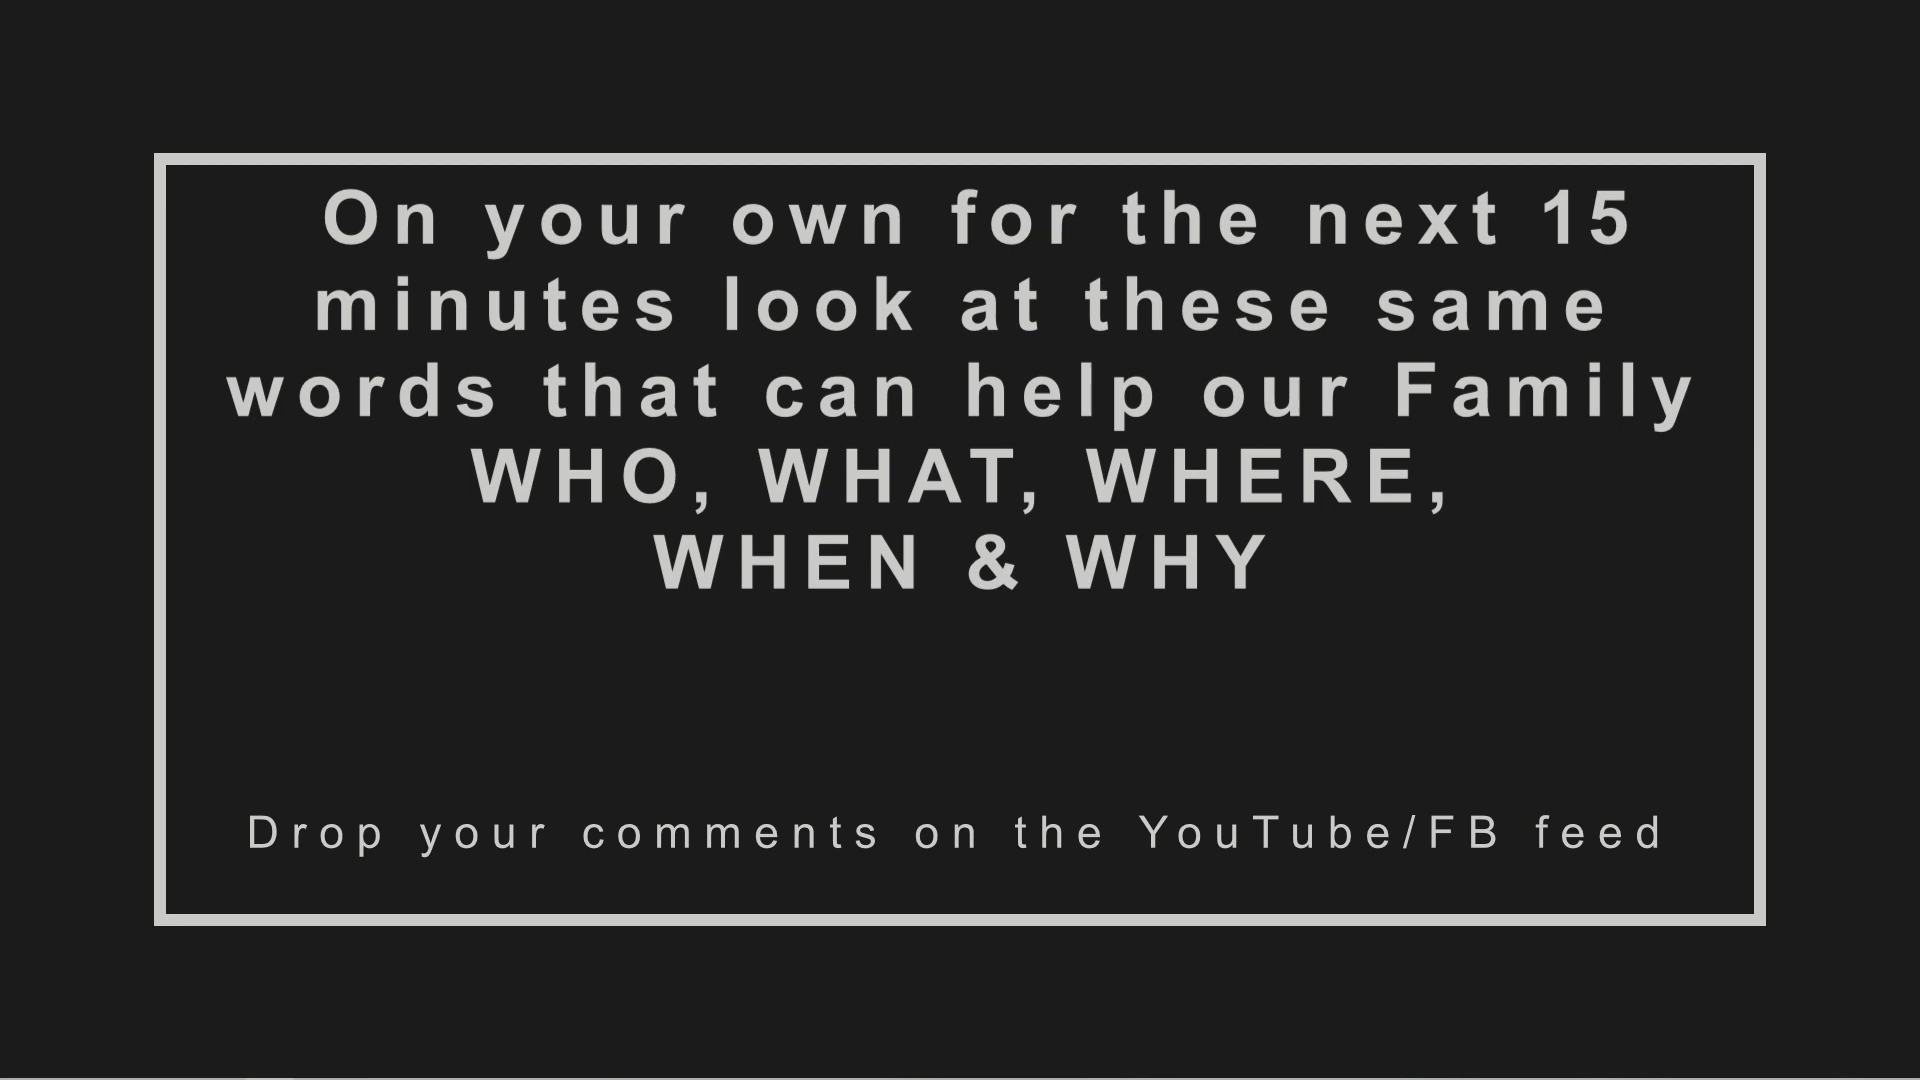 On your own for the next 15
minutes look at these same
words that can help our Family
WHO, WHAT, WHERE,
WHEN & WHY
Drop your comments on the YouTube/FB feed